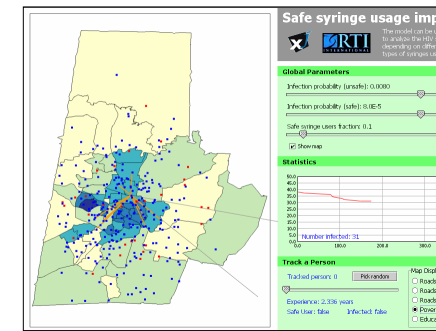 Safe syringe usage imp
The model can be u
to analyze the HIV
depending on differe
types of syringes us
RTI
INTERNATIONAL
Global Parameters
Infection probability (unsafe): 0.0080
Infection probability (safe): 8.0E-5
Safe syringe users fraction: 0.1
Show map
Statistics
50.0
45.0
40.0
35.0
30.0
25.0
20.0
15.0
10.0
5.0
0.0
Number infected: 31
0.0 100.0 200.0 300.0
Track a Person
Tracked person: 0 Pick random
Experience: 2.336 years
Safe User: false Infected: false
Map Displ
Roads
Roads
Roads
Pover
Educa